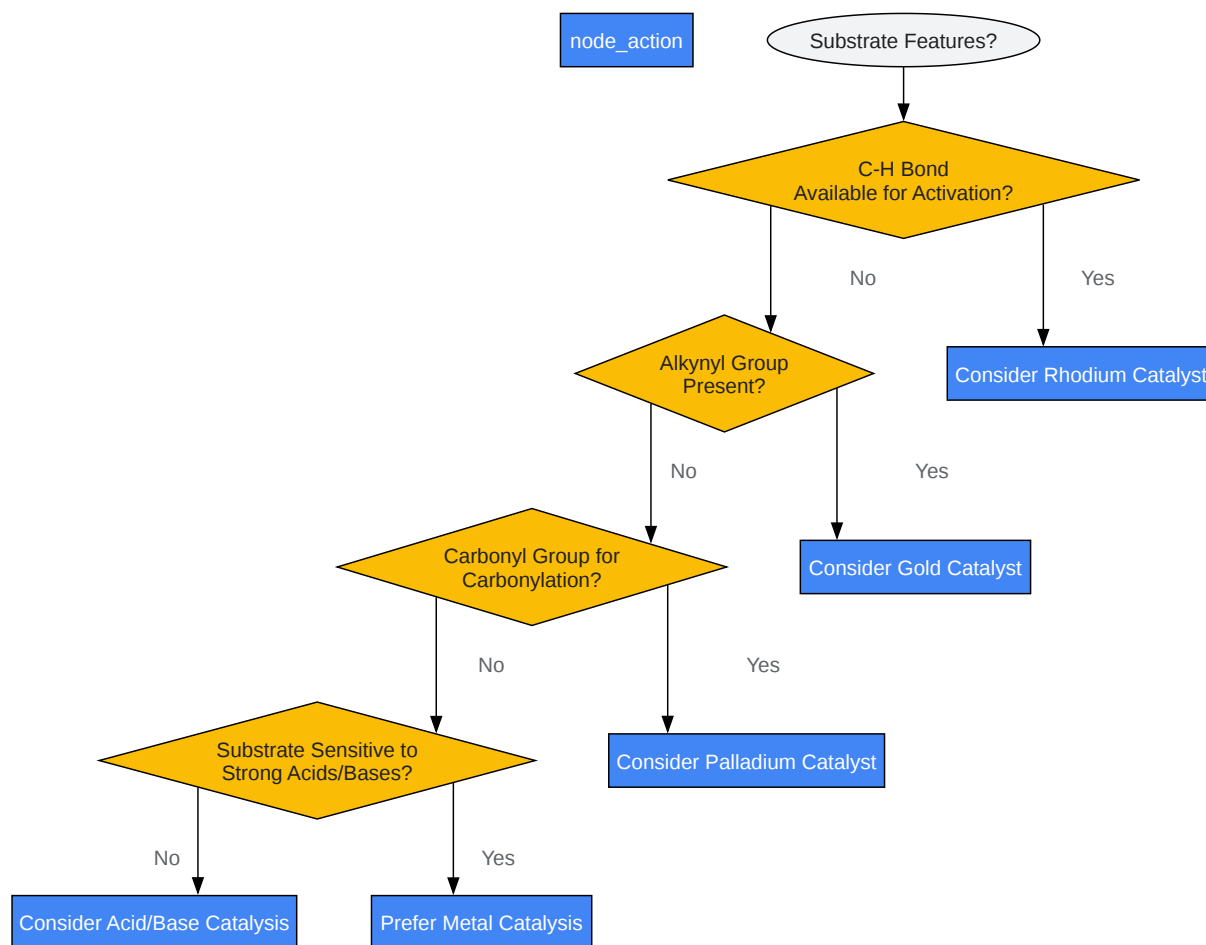 node_action
Substrate Features?
C-H Bond
Available for Activation?
No
Yes
Alkynyl Group
Present?
Consider Rhodium Catalyst
No
Yes
Carbonyl Group for
Carbonylation?
Consider Gold Catalyst
No
Yes
Substrate Sensitive to
Strong Acids/Bases?
Consider Palladium Catalyst
No
Yes
Consider Acid/Base Catalysis
Prefer Metal Catalysis